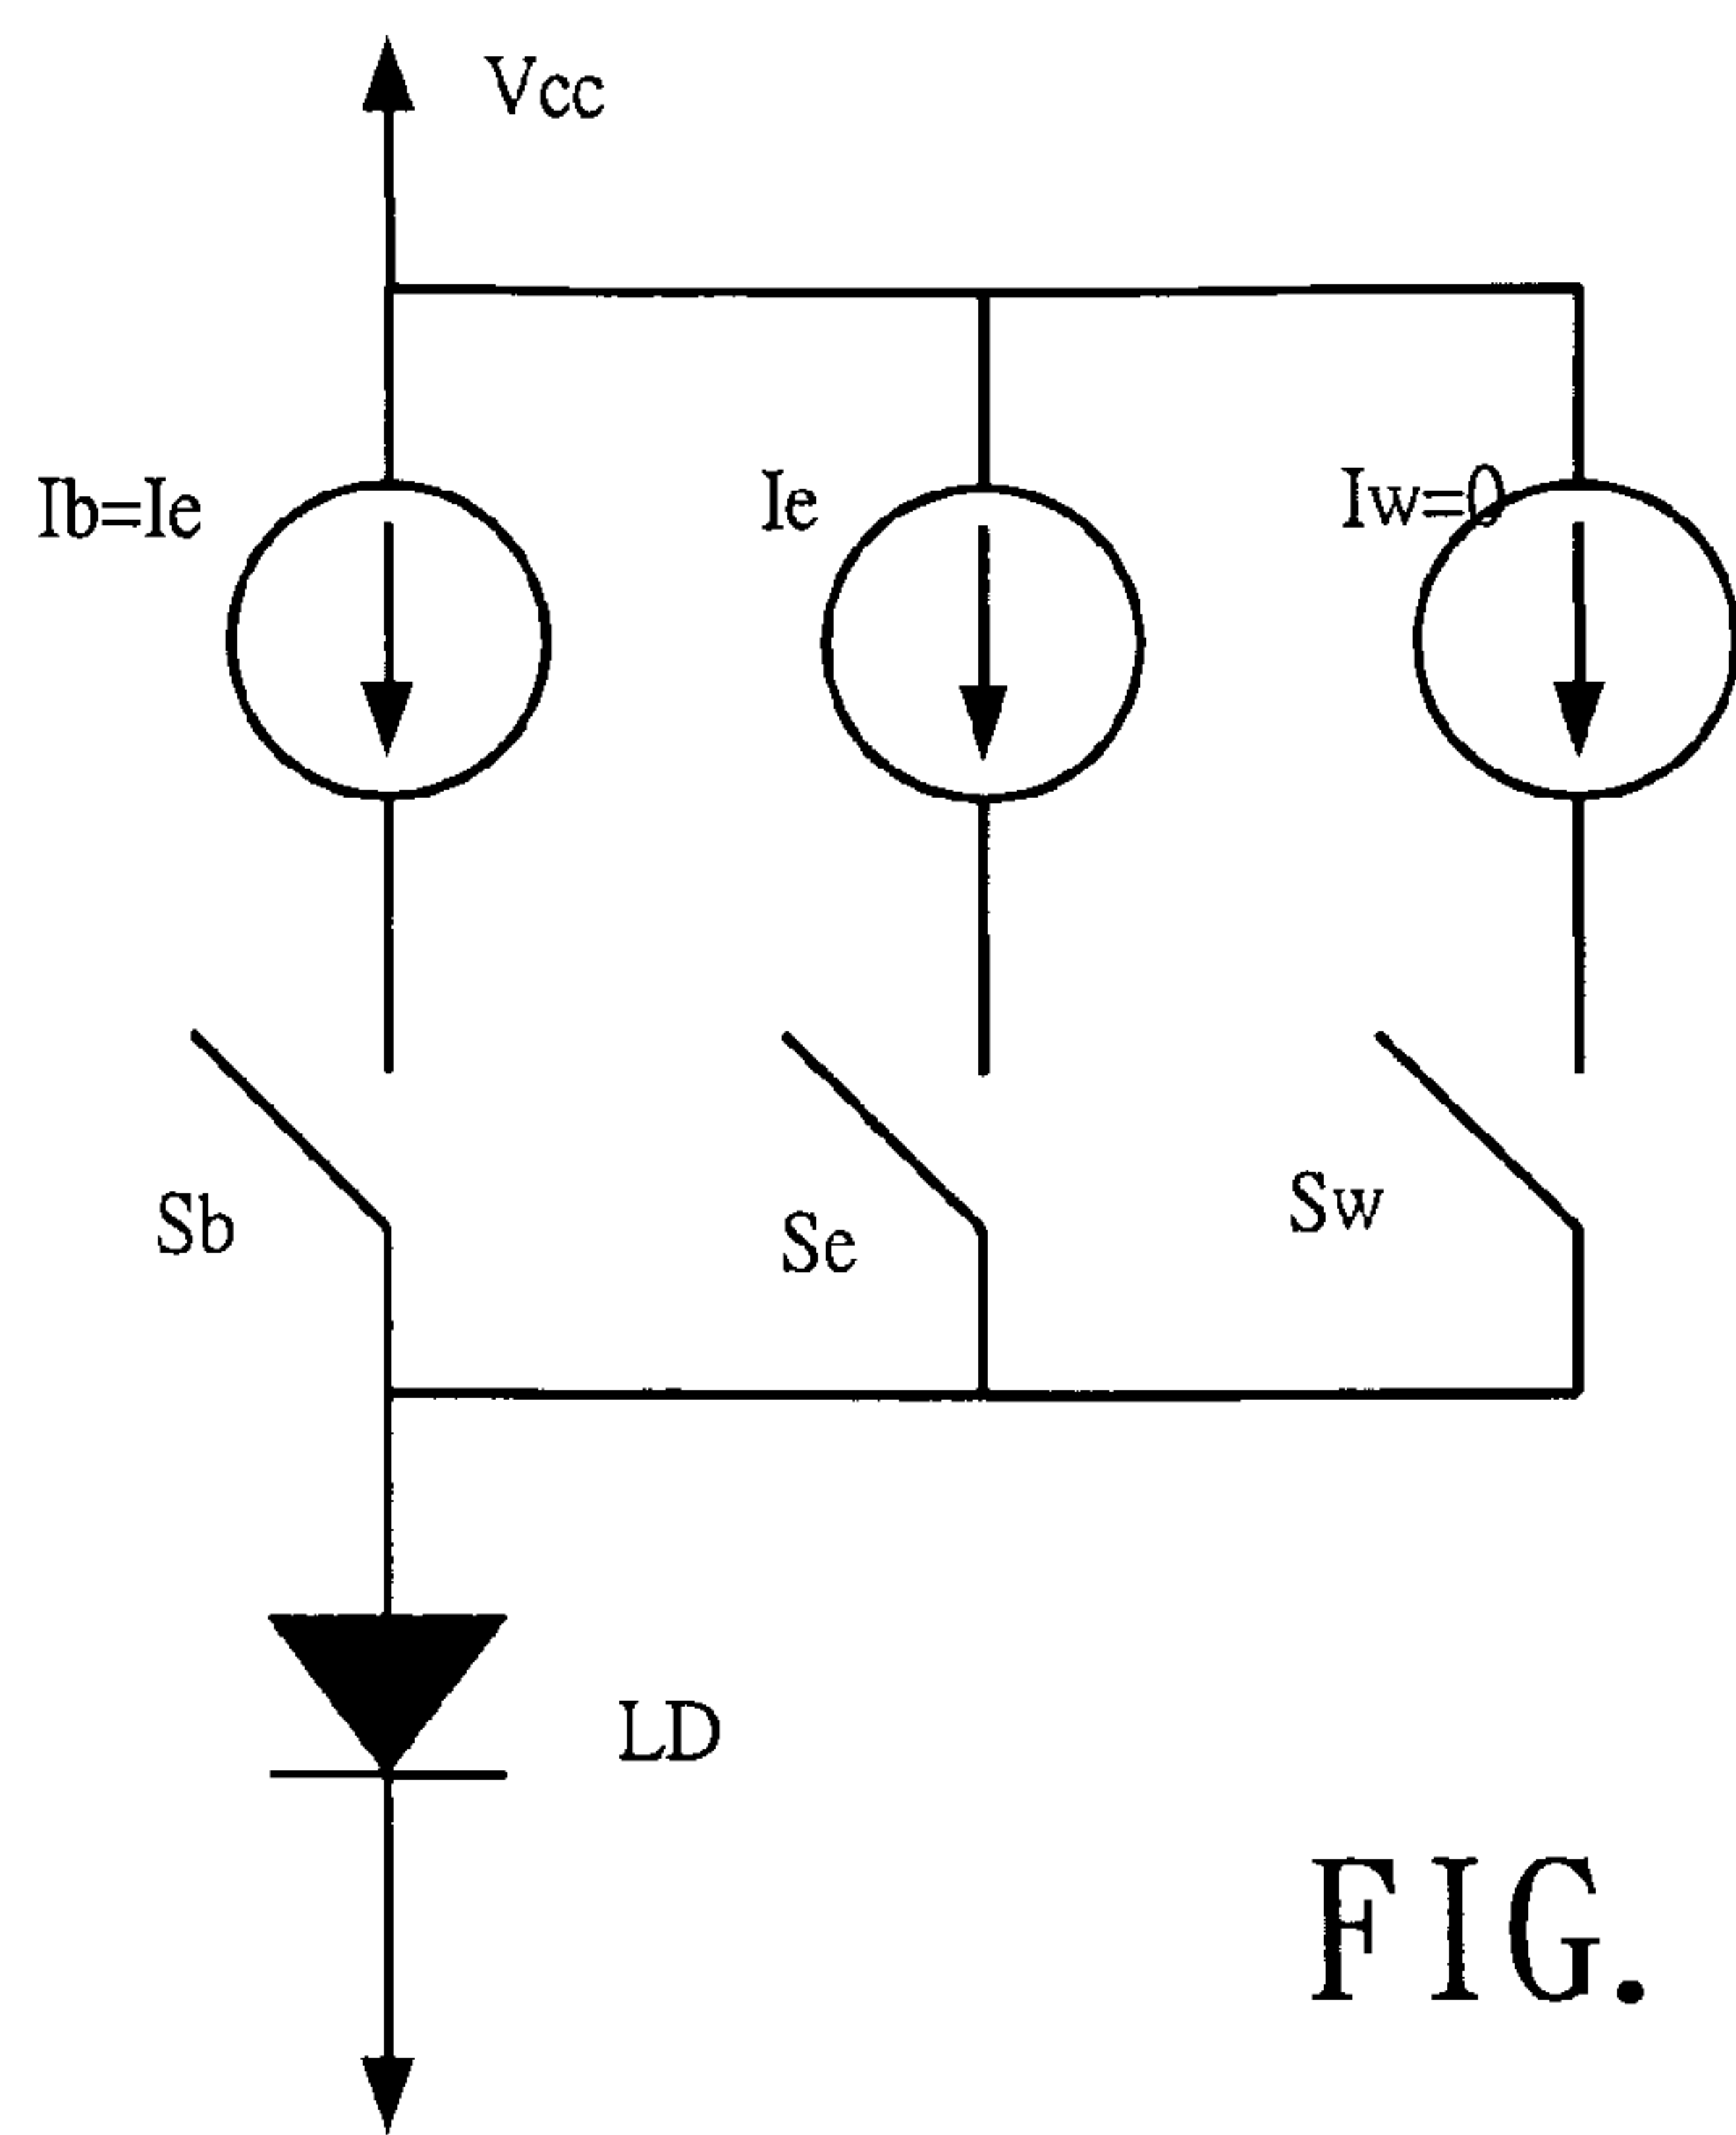 Vcc
Ib=Ie
Ie
Iw=0
Sb
Se
Sw
LD
FIG.